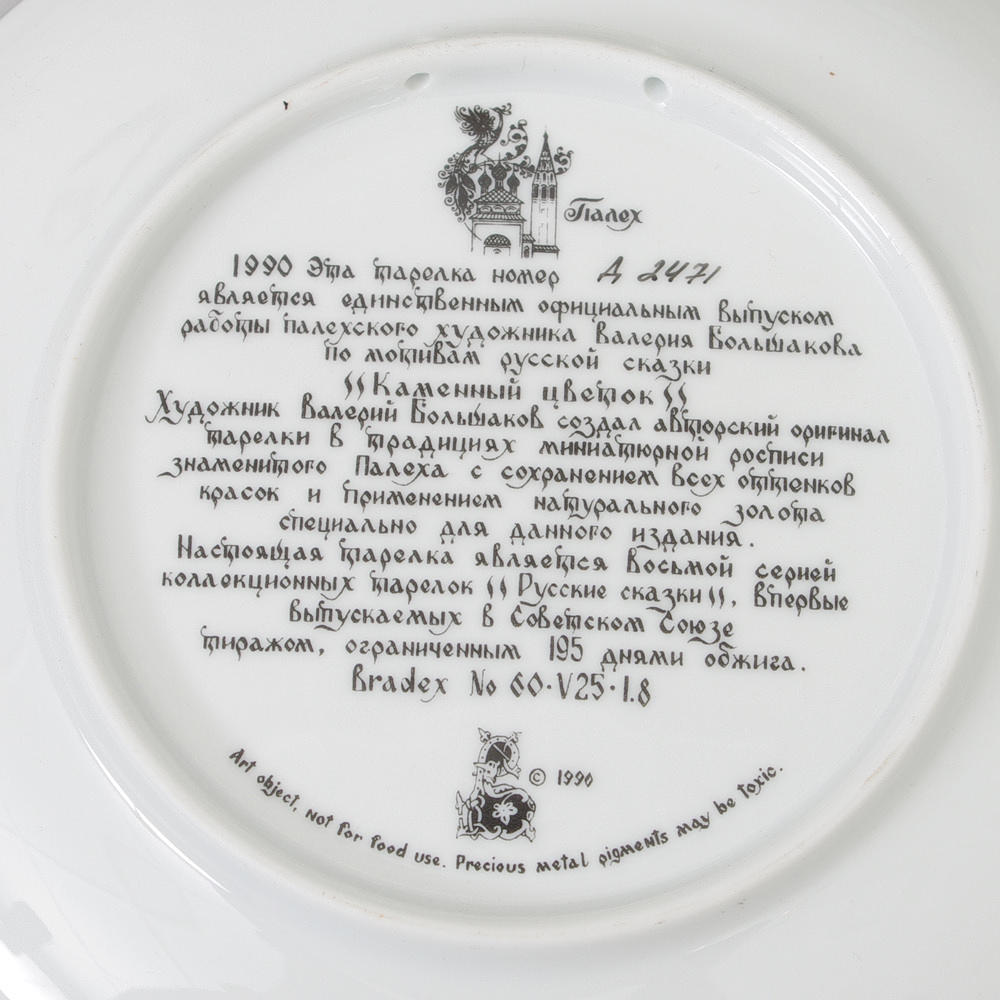 Палех
1990 Эта тарелка номер А 2471
является единственным официальным выпуском
работы палехского художника Валерия Большакова
по мотивам русской сказки
"Каменный цветок"
Художник Валерий Большаков создал авторский оригинал
тарелки в традициях миниатюрной росписи
знаменитого Палеха с сохранением всех оттенков
красок и применением натурального золота
специально для данного издания.
Настоящая тарелка является Восьмой серией
коллекционных тарелок "Русские сказки", впервые
выпускаемых в Советском Союзе
тиражом, ограниченным 195 днями обжига.
Bradex No 60·V25·1.8
© 1990
Art object, not for food use. Precious metal pigments may be toxic.